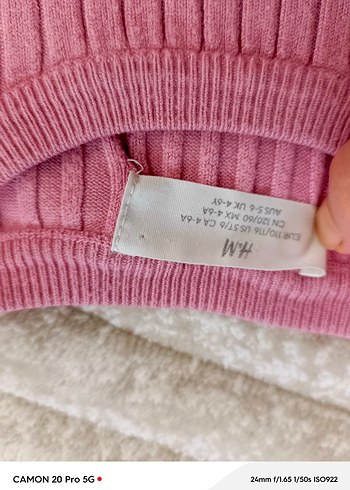 H&M
EUR 110/116 US 5T/6 CA 4-6A
CN 120/60 MX 4-6A
AUS 5-6 UK 4-6Y
CAMON 20 Pro 5G
24mm f/1.65 1/50s ISO922